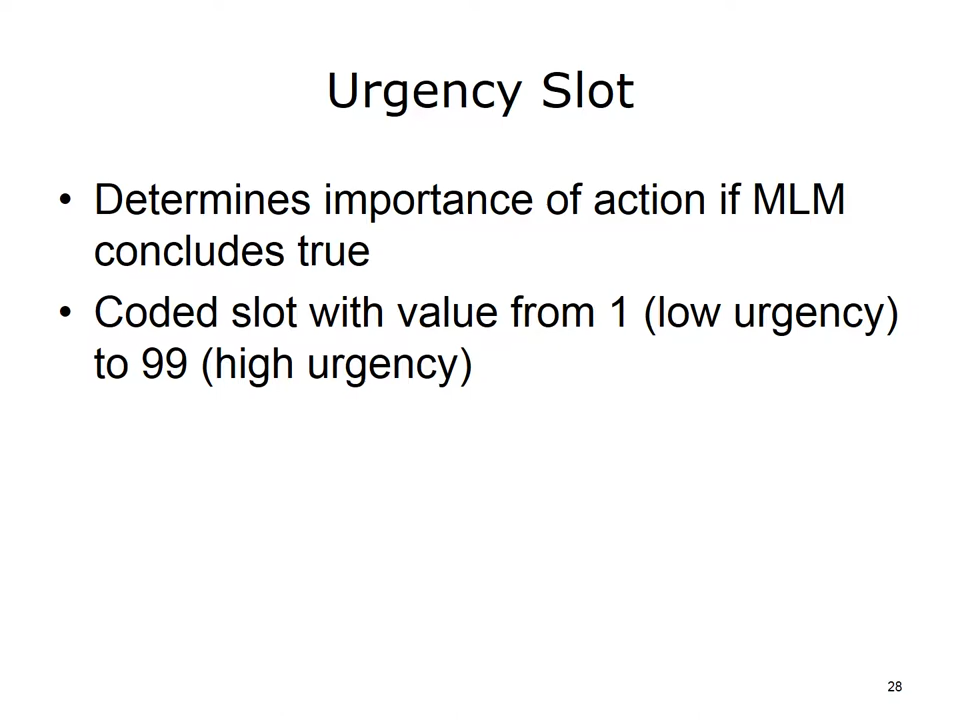 Urgency Slot
• Determines importance of action if MLM
concludes true
• Coded slot with value from 1 (low urgency)
to 99 (high urgency)
28